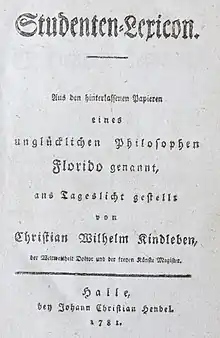 Studenten-Lexicon.
Aus den hinterlassenen Papieren
eines
unglücklichen Philosophen
Florido genannt,
ans Tageslicht gestellt
von
Christian Wilhelm Kindleben,
der Weltweisheit Doktor und der freyen Künste Magister.
Halle,
bey Johann Christian Hendel.
1781.